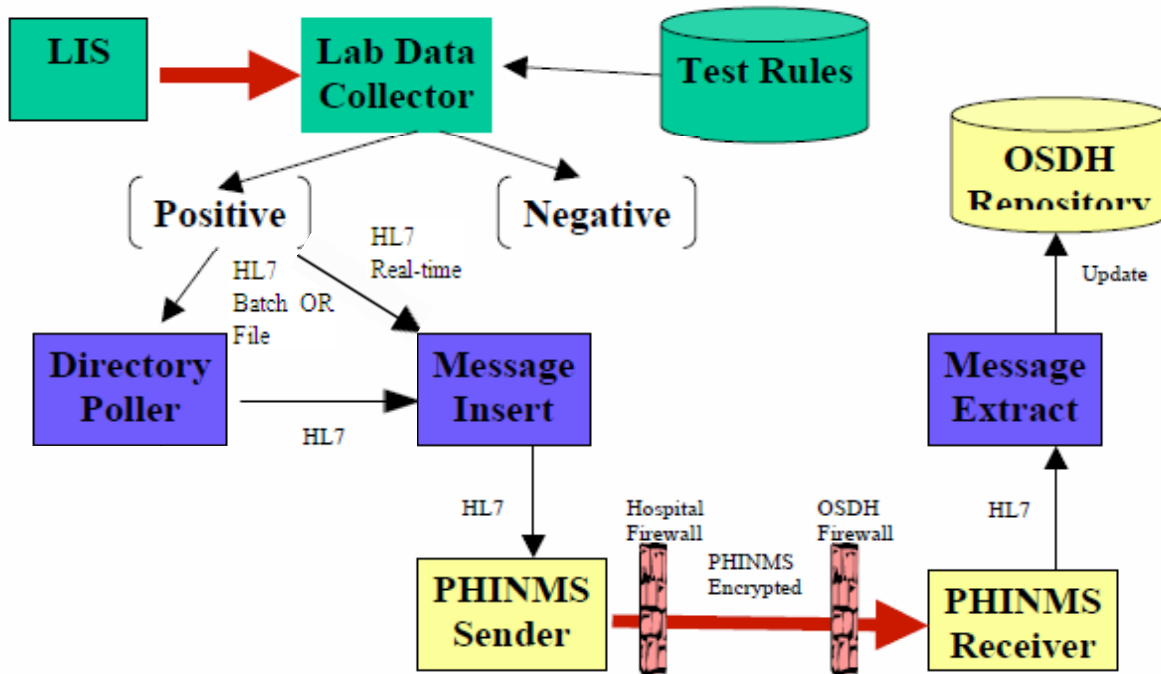 LIS
Lab Data
Collector
Test Rules
OSDH
Repository
Positive
Negative
HL7
Real-time
HL7
Batch OR
File
Update
Directory
Poller
Message
Insert
Message
Extract
HL7
HL7
Hospital
Firewall
OSDH
Firewall
HL7
PHINMS
Encrypted
PHINMS
Sender
PHINMS
Receiver